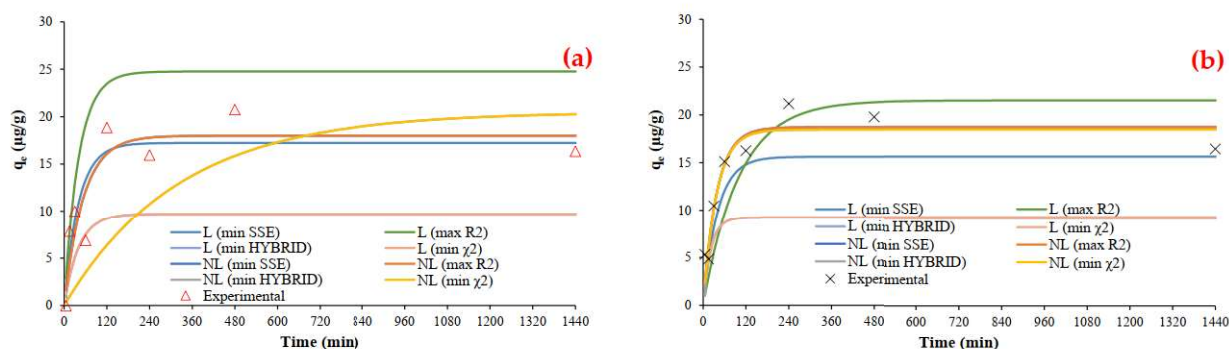 (a)
qₑ (µg/g)
30
25
20
15
10
5
0
L (min SSE)
L (max R2)
L (min HYBRID)
L (min χ2)
NL (min SSE)
NL (max R2)
NL (min HYBRID)
NL (min χ2)
Experimental
0 120 240 360 480 600 720 840 960 1080 1200 1320 1440
Time (min)
(b)
qₑ (µg/g)
30
25
20
15
10
5
0
L (min SSE)
L (max R2)
L (min HYBRID)
L (min χ2)
NL (min SSE)
NL (max R2)
NL (min HYBRID)
NL (min χ2)
Experimental
0 120 240 360 480 600 720 840 960 1080 1200 1320 1440
Time (min)